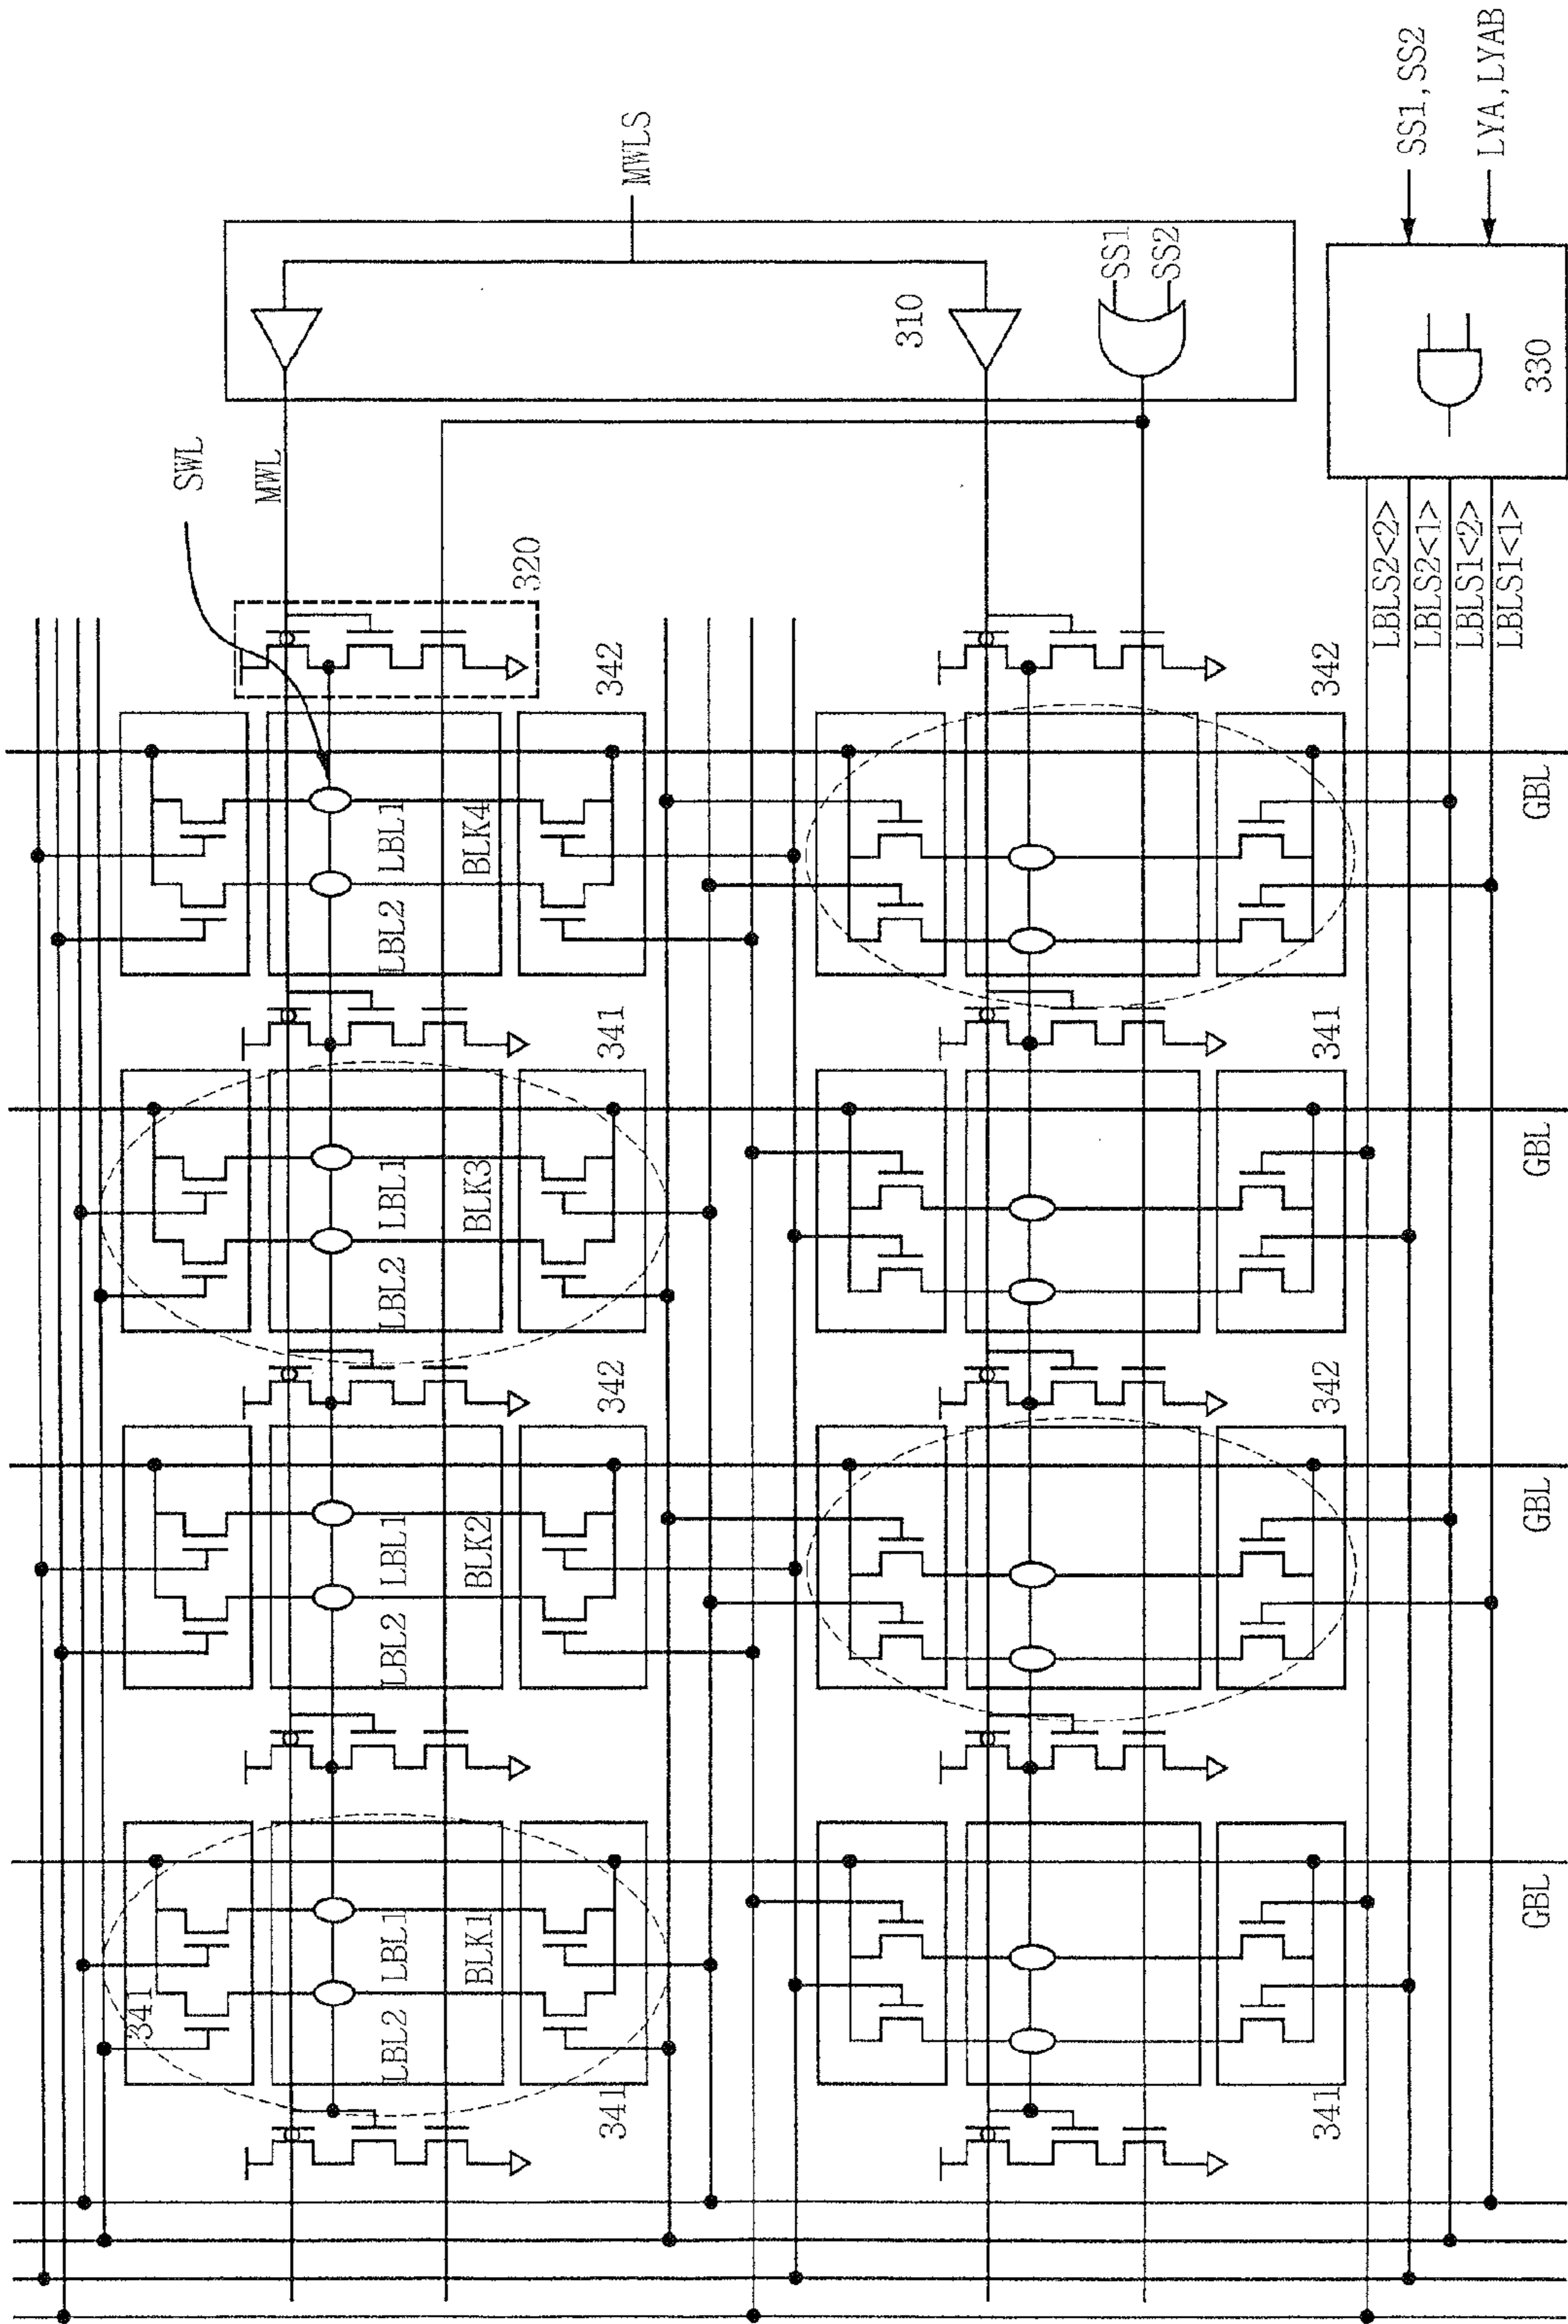 SS1,SS2
LYA,LYAB
MWLS
SS1
SS2
310
330
SWL
MWL
320
LBLS2<2>
LBLS2<1>
LBLS1<2>
LBLS1<1>
342
342
LBL1
LBL2
BLK4
GBL
341
341
LBL1
LBL2
BLK3
GBL
342
342
LBL1
LBL2
BLK2
GBL
341
LBL1
LBL2
BLK1
GBL
341
341